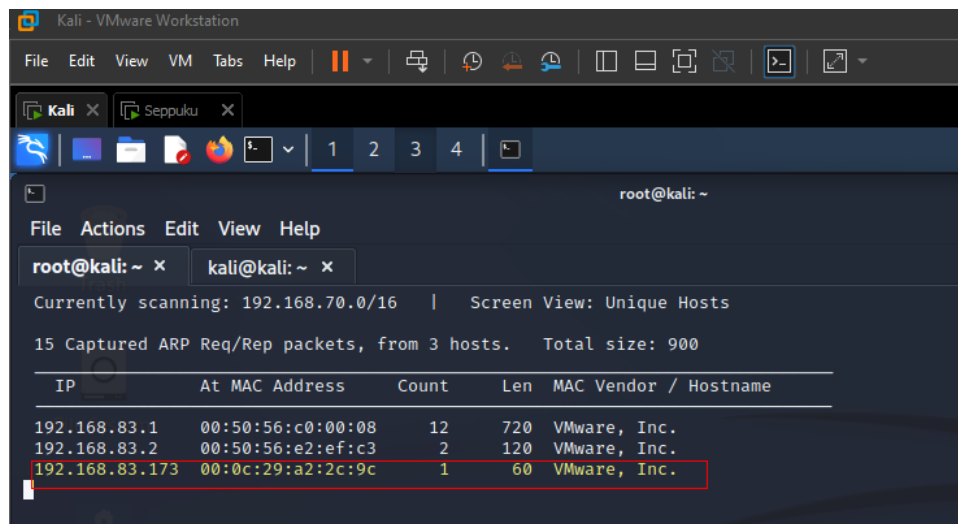 Kali - VMware Workstation
File Edit View VM Tabs Help
Kali Seppuku
1 2 3 4
root@kali: ~
File Actions Edit View Help
root@kali: ~ kali@kali: ~
Currently scanning: 192.168.70.0/16 | Screen View: Unique Hosts
15 Captured ARP Req/Rep packets, from 3 hosts. Total size: 900
IP At MAC Address Count Len MAC Vendor / Hostname
192.168.83.1 00:50:56:c0:00:08 12 720 VMware, Inc.
192.168.83.2 00:50:56:e2:ef:c3 2 120 VMware, Inc.
192.168.83.173 00:0c:29:a2:2c:9c 1 60 VMware, Inc.